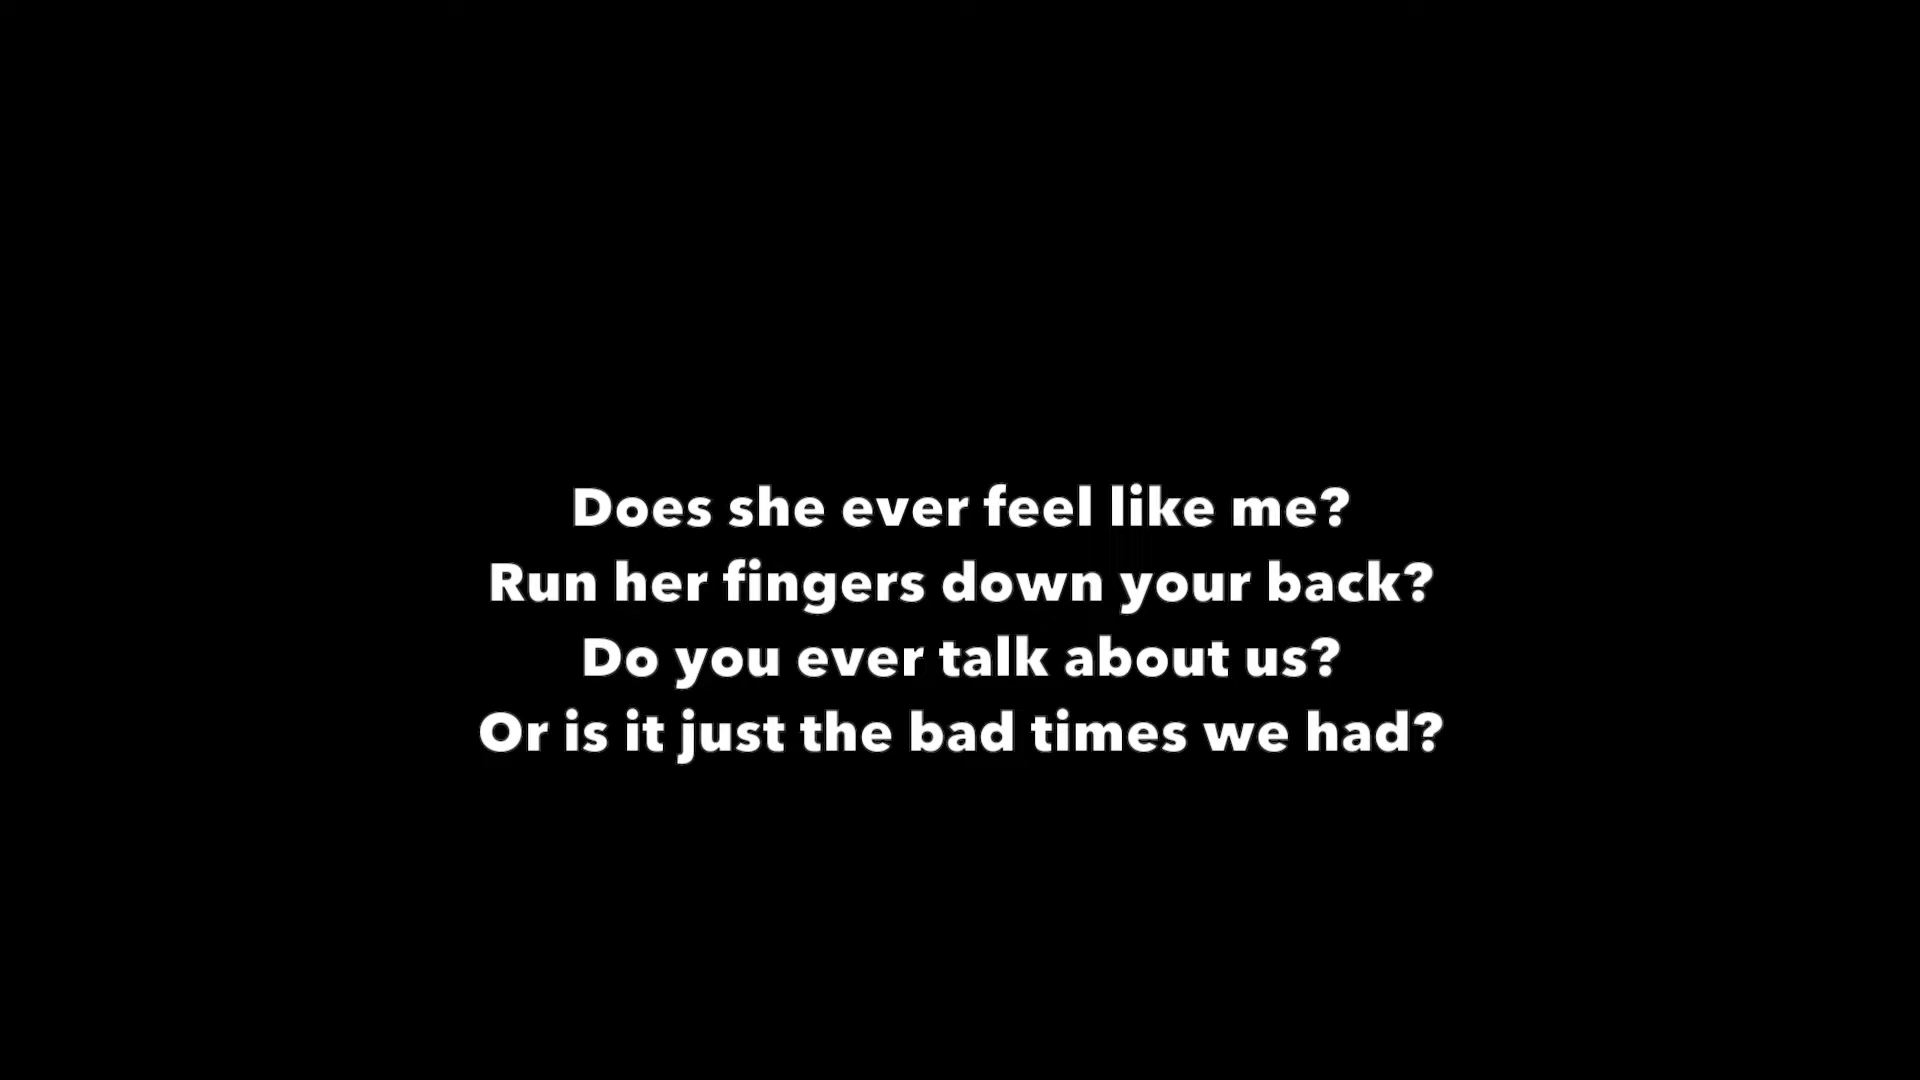 Does she ever feel like me?
Run her fingers down your back?
Do you ever talk about us?
Or is it just the bad times we had?